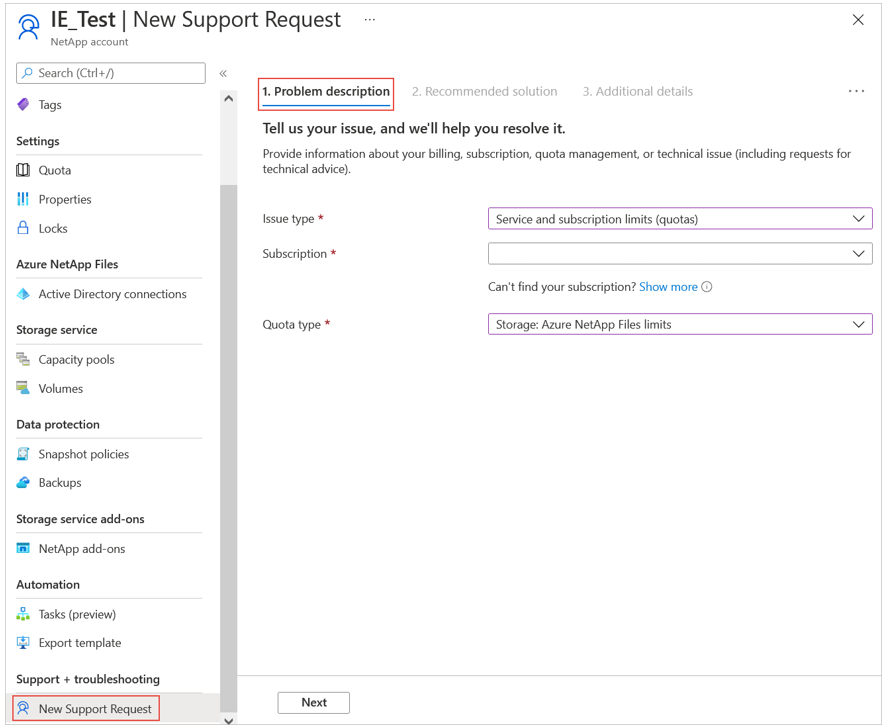 IE_Test | New Support Request ...
NetApp account
Search (Ctrl+/)
«
Tags
Settings
Quota
Properties
Locks
Azure NetApp Files
Active Directory connections
Storage service
Capacity pools
Volumes
Data protection
Snapshot policies
Backups
Storage service add-ons
NetApp add-ons
Automation
Tasks (preview)
Export template
Support + troubleshooting
New Support Request
1. Problem description 2. Recommended solution 3. Additional details ...
Tell us your issue, and we'll help you resolve it.
Provide information about your billing, subscription, quota management, or technical issue (including requests for
technical advice).
Issue type * Service and subscription limits (quotas)
Subscription *
Can't find your subscription? Show more
Quota type * Storage: Azure NetApp Files limits
Next